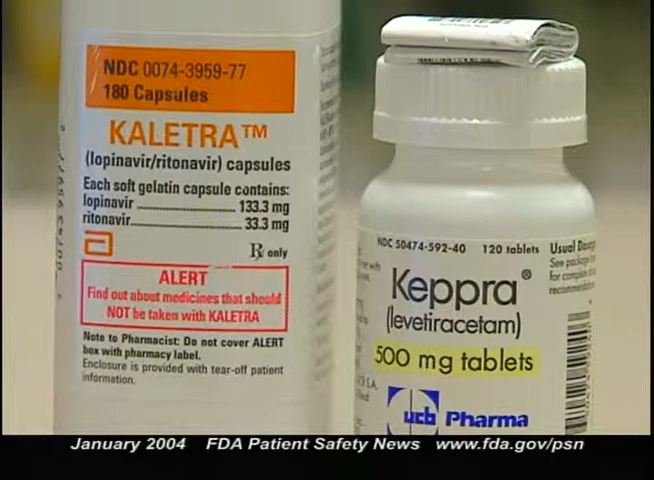 NDC 0074-3959-77
180 Capsules
KALETRA™
(lopinavir/ritonavir) capsules
Each soft gelatin capsule contains:
lopinavir ........................... 133.3 mg
ritonavir............................. 33.3 mg
℞ only
ALERT
Find out about medicines that should
NOT be taken with KALETRA
Note to Pharmacist: Do not cover ALERT
box with pharmacy label.
Enclosure is provided with tear-off patient
information.
NDC 50474-592-40 120 tablets
Keppra®
(levetiracetam)
500 mg tablets
ucb Pharma
Usual
See package
for complete
January 2004 FDA Patient Safety News www.fda.gov/psn